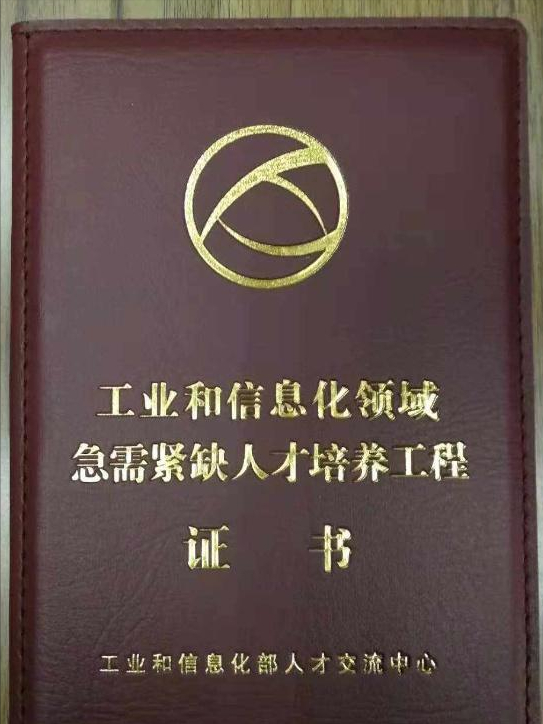 工业和信息化领域
急需紧缺人才培养工程
证书
工业和信息化部人才交流中心